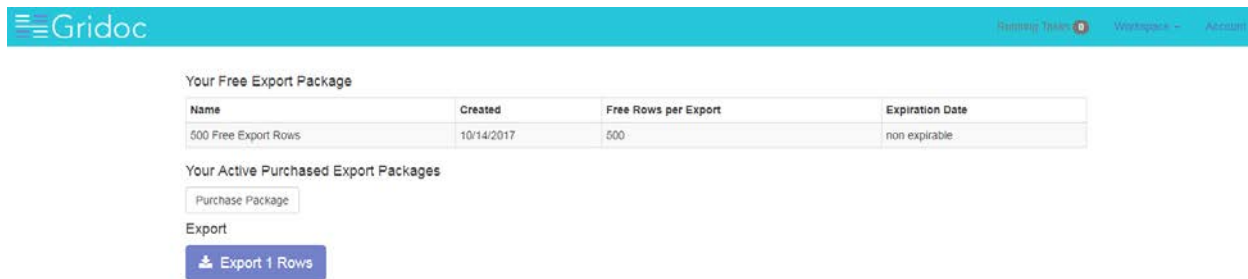 Gridoc
Running Tasks 0 Workspace Account
Your Free Export Package
Name Created Free Rows per Export Expiration Date
500 Free Export Rows 10/14/2017 500 non expirable
Your Active Purchased Export Packages
Purchase Package
Export
Export 1 Rows